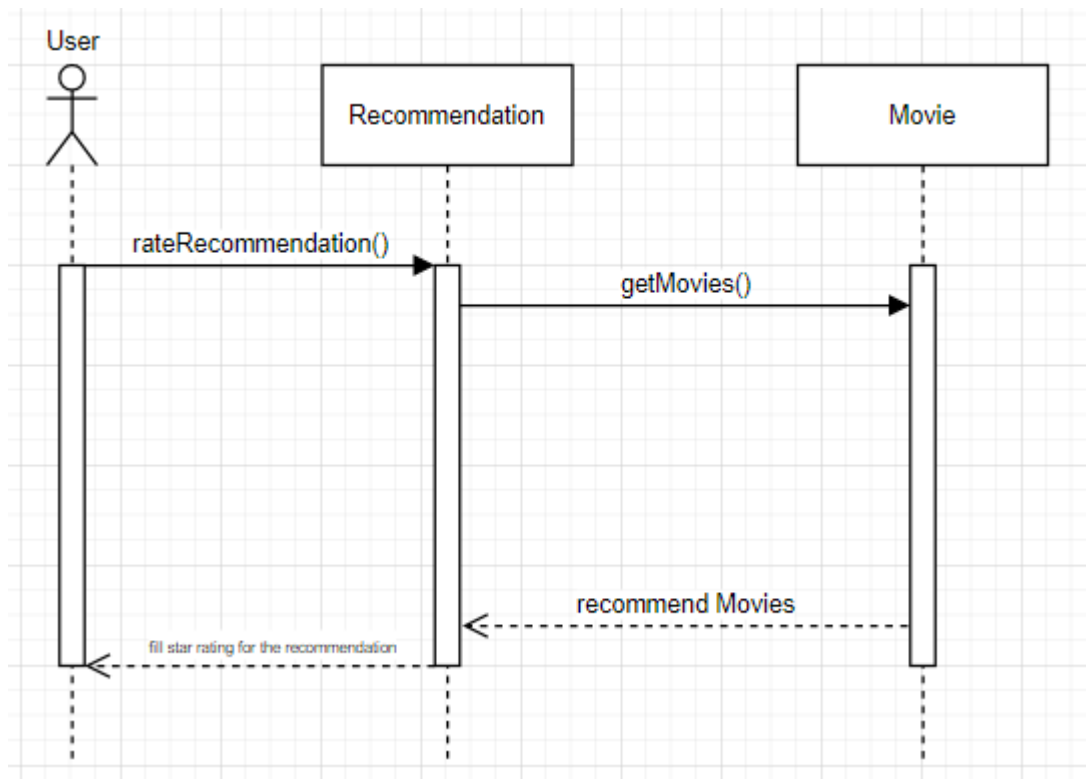 User
Recommendation
Movie
rateRecommendation()
getMovies()
recommend Movies
fill star rating for the recommendation